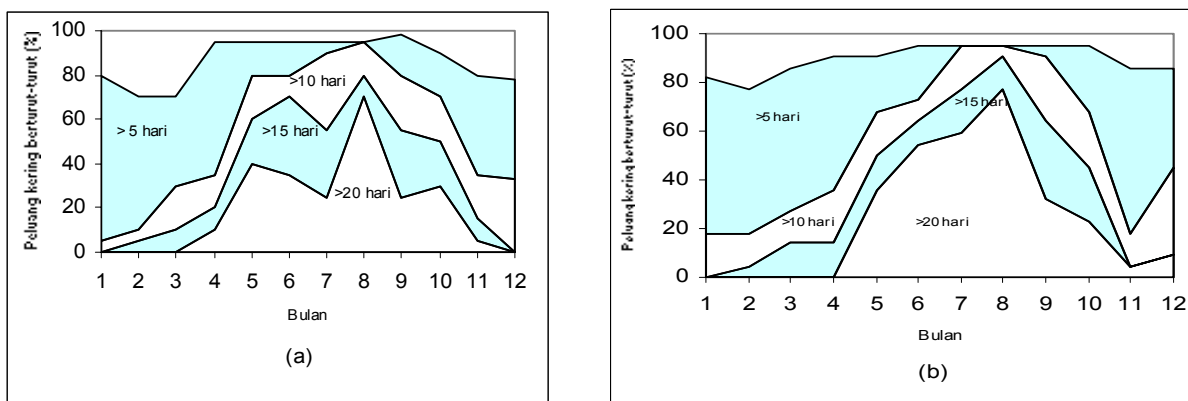 Peluang kering berturut-turut (%)
100
80
60
40
20
0
> 5 hari
>10 hari
>15 hari
>20 hari
1 2 3 4 5 6 7 8 9 10 11 12
Bulan
(a)
Peluang kering berturut-turut (%)
100
80
60
40
20
0
>5 hari
>10 hari
>15 hari
>20 hari
1 2 3 4 5 6 7 8 9 10 11 12
Bulan
(b)